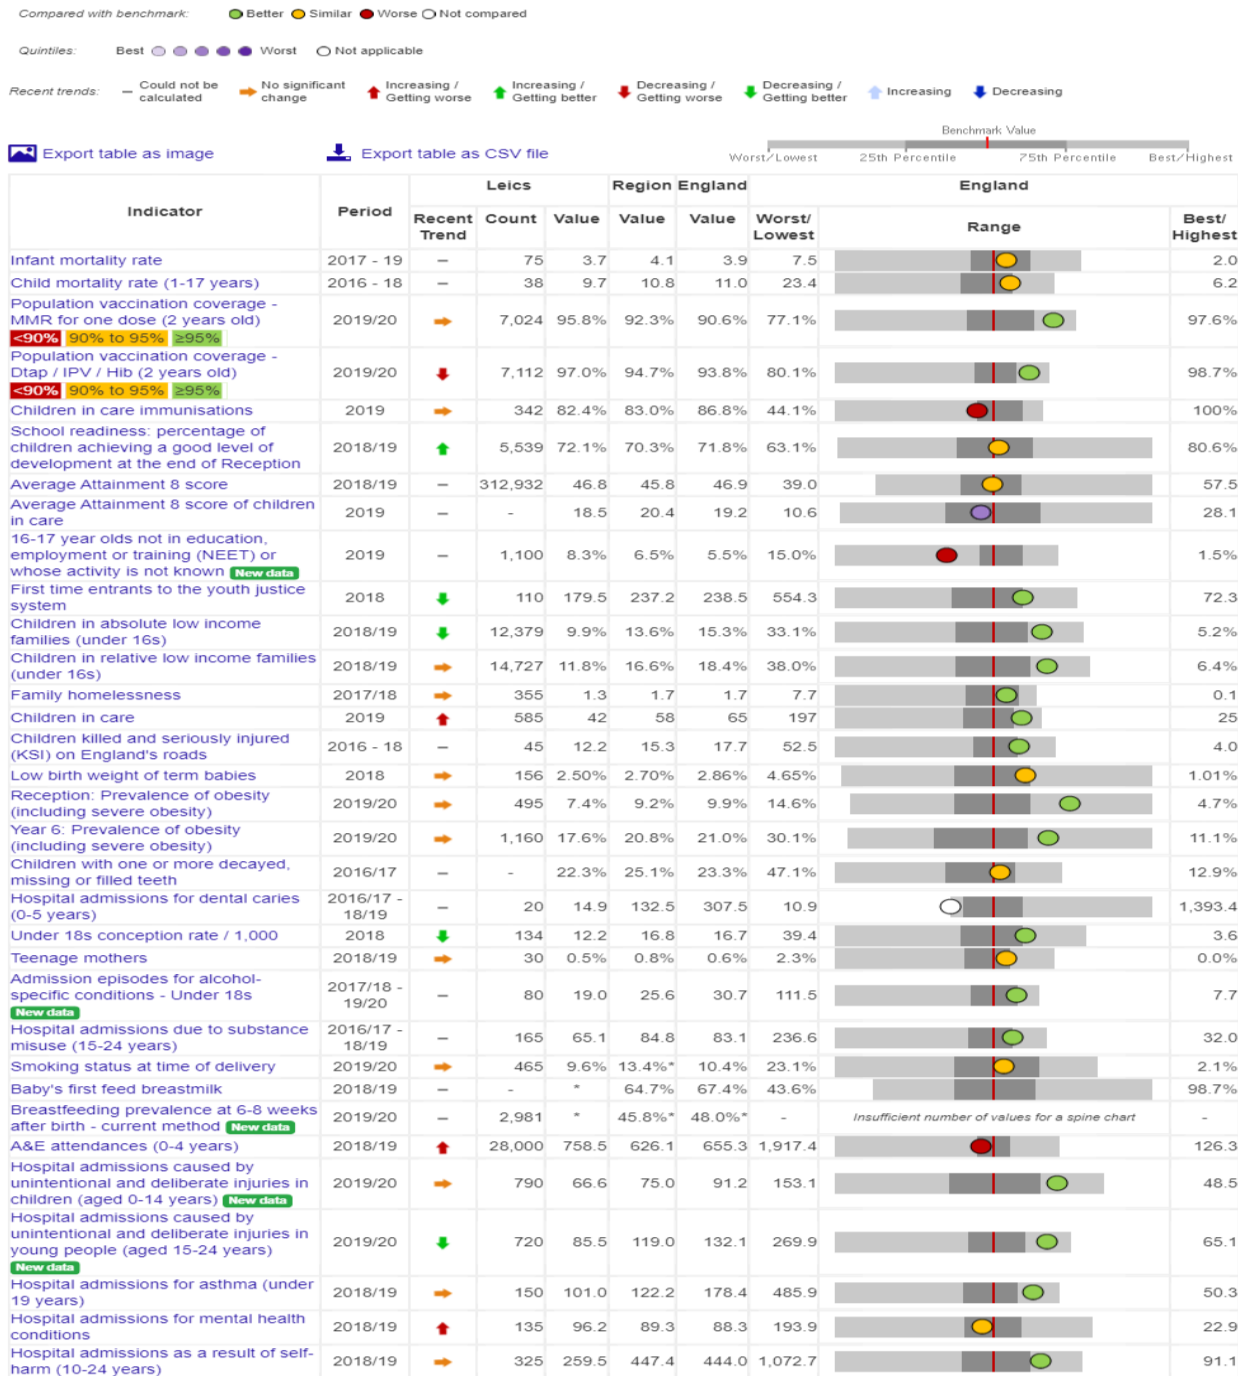 Compared with benchmark: Better Similar Worse Not compared
Quintiles: Best Worst Not applicable
Recent trends: – Could not be calculated No significant change Increasing / Getting worse Increasing / Getting better Decreasing / Getting worse Decreasing / Getting better Increasing Decreasing
Benchmark Value
Export table as image Export table as CSV file
Worst/Lowest 25th Percentile 75th Percentile Best/Highest
Leics Region England England
Indicator Period Recent Trend Count Value Value Value Worst/ Lowest Range Best/ Highest
Infant mortality rate 2017 - 19 – 75 3.7 4.1 3.9 7.5 2.0
Child mortality rate (1-17 years) 2016 - 18 – 38 9.7 10.8 11.0 23.4 6.2
Population vaccination coverage -
MMR for one dose (2 years old) 2019/20 7,024 95.8% 92.3% 90.6% 77.1% 97.6%
<90% 90% to 95% ≥95%
Population vaccination coverage -
Dtap / IPV / Hib (2 years old) 2019/20 7,112 97.0% 94.7% 93.8% 80.1% 98.7%
<90% 90% to 95% ≥95%
Children in care immunisations 2019 342 82.4% 83.0% 86.8% 44.1% 100%
School readiness: percentage of
children achieving a good level of 2018/19 5,539 72.1% 70.3% 71.8% 63.1% 80.6%
development at the end of Reception
Average Attainment 8 score 2018/19 – 312,932 46.8 45.8 46.9 39.0 57.5
Average Attainment 8 score of children
in care 2019 – - 18.5 20.4 19.2 10.6 28.1
16-17 year olds not in education,
employment or training (NEET) or 2019 – 1,100 8.3% 6.5% 5.5% 15.0% 1.5%
whose activity is not known New data
First time entrants to the youth justice
system 2018 110 179.5 237.2 238.5 554.3 72.3
Children in absolute low income
families (under 16s) 2018/19 12,379 9.9% 13.6% 15.3% 33.1% 5.2%
Children in relative low income families
(under 16s) 2018/19 14,727 11.8% 16.6% 18.4% 38.0% 6.4%
Family homelessness 2017/18 355 1.3 1.7 1.7 7.7 0.1
Children in care 2019 585 42 58 65 197 25
Children killed and seriously injured
(KSI) on England's roads 2016 - 18 – 45 12.2 15.3 17.7 52.5 4.0
Low birth weight of term babies 2018 156 2.50% 2.70% 2.86% 4.65% 1.01%
Reception: Prevalence of obesity
(including severe obesity) 2019/20 495 7.4% 9.2% 9.9% 14.6% 4.7%
Year 6: Prevalence of obesity
(including severe obesity) 2019/20 1,160 17.6% 20.8% 21.0% 30.1% 11.1%
Children with one or more decayed,
missing or filled teeth 2016/17 – - 22.3% 25.1% 23.3% 47.1% 12.9%
Hospital admissions for dental caries
(0-5 years) 2016/17 - 18/19 – 20 14.9 132.5 307.5 10.9 1,393.4
Under 18s conception rate / 1,000 2018 134 12.2 16.8 16.7 39.4 3.6
Teenage mothers 2018/19 30 0.5% 0.8% 0.6% 2.3% 0.0%
Admission episodes for alcohol-
specific conditions - Under 18s 2017/18 - 19/20 – 80 19.0 25.6 30.7 111.5 7.7
New data
Hospital admissions due to substance
misuse (15-24 years) 2016/17 - 18/19 – 165 65.1 84.8 83.1 236.6 32.0
Smoking status at time of delivery 2019/20 465 9.6% 13.4%* 10.4% 23.1% 2.1%
Baby's first feed breastmilk 2018/19 – - * 64.7% 67.4% 43.6% 98.7%
Breastfeeding prevalence at 6-8 weeks
after birth - current method New data 2019/20 – 2,981 * 45.8%* 48.0%* - Insufficient number of values for a spine chart -
A&E attendances (0-4 years) 2018/19 28,000 758.5 626.1 655.3 1,917.4 126.3
Hospital admissions caused by
unintentional and deliberate injuries in 2019/20 790 66.6 75.0 91.2 153.1 48.5
children (aged 0-14 years) New data
Hospital admissions caused by
unintentional and deliberate injuries in
young people (aged 15-24 years) 2019/20 720 85.5 119.0 132.1 269.9 65.1
New data
Hospital admissions for asthma (under
19 years) 2018/19 150 101.0 122.2 178.4 485.9 50.3
Hospital admissions for mental health
conditions 2018/19 135 96.2 89.3 88.3 193.9 22.9
Hospital admissions as a result of self-
harm (10-24 years) 2018/19 325 259.5 447.4 444.0 1,072.7 91.1